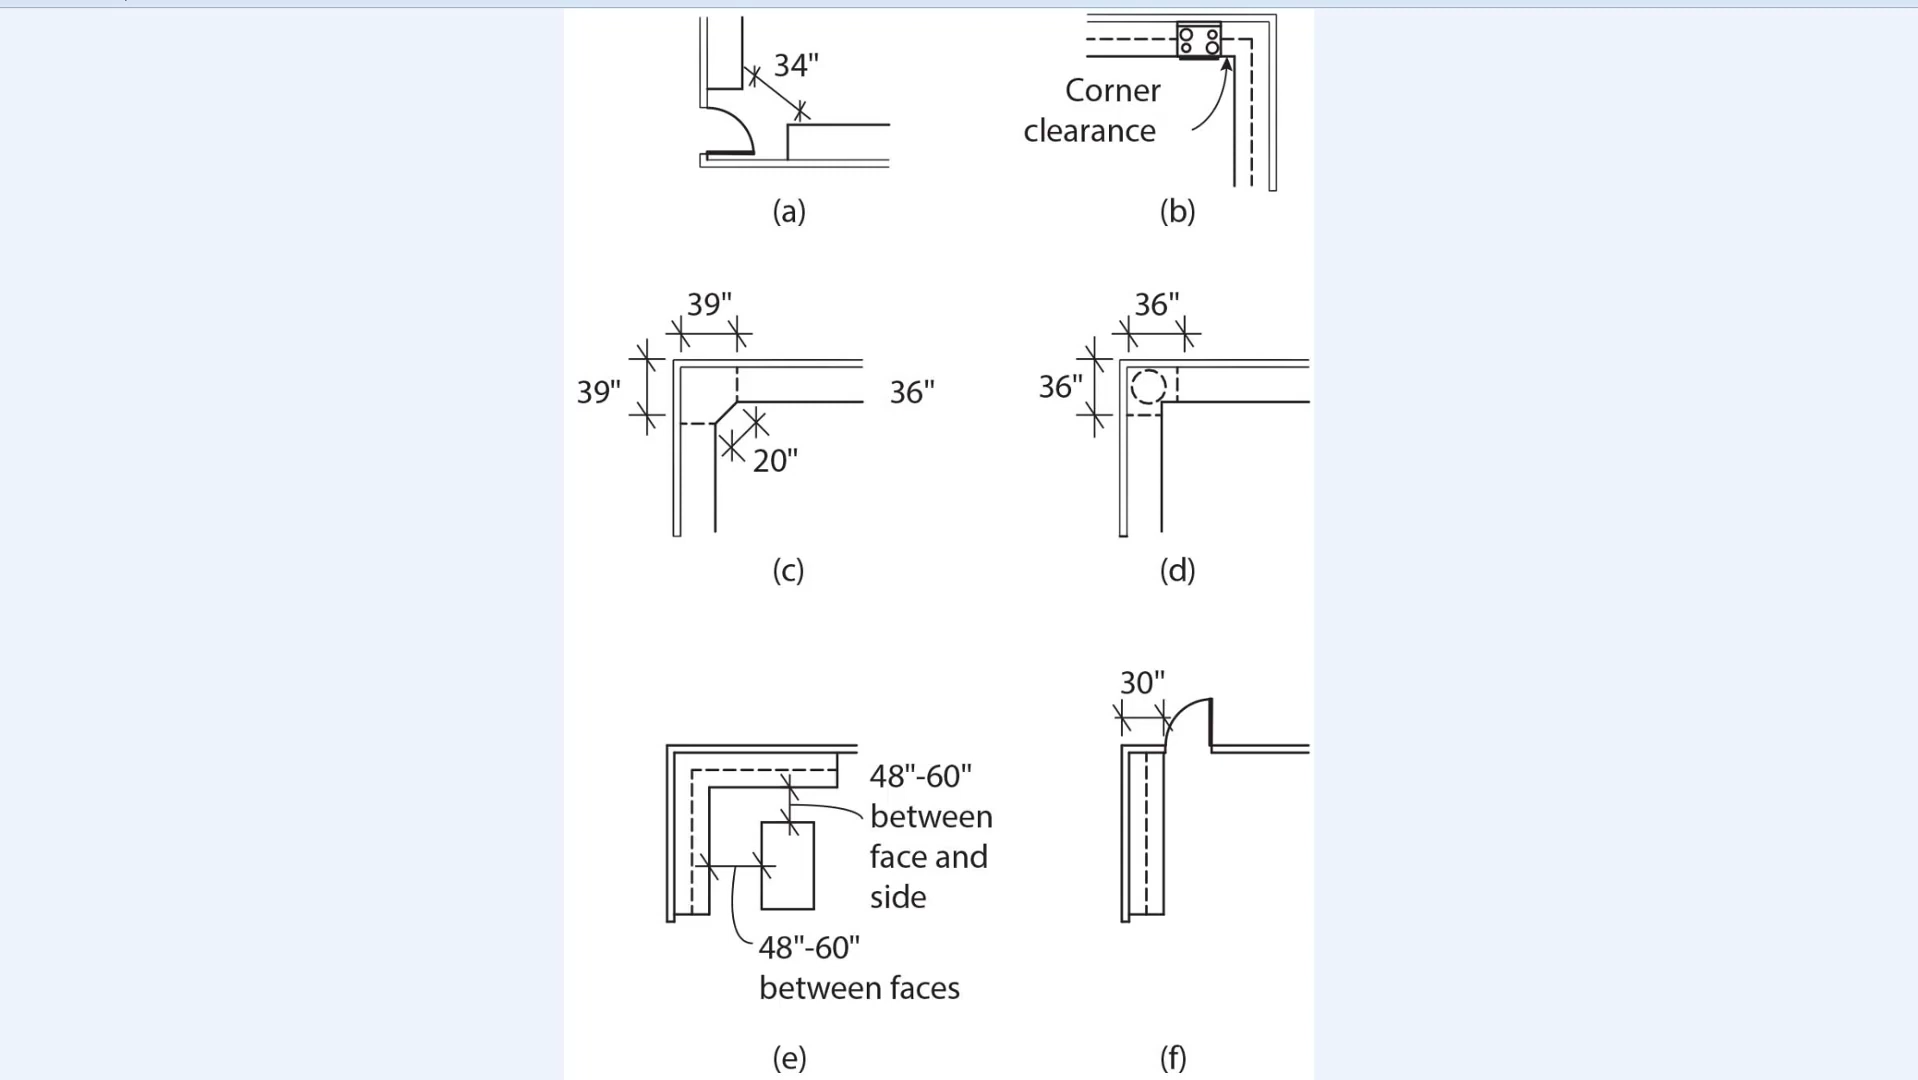 34"
Corner
clearance
(a)
(b)
39"
36"
39"
36"
36"
20"
(c)
(d)
30"
48"-60"
between
face and
side
48"-60"
between faces
(e)
(f)